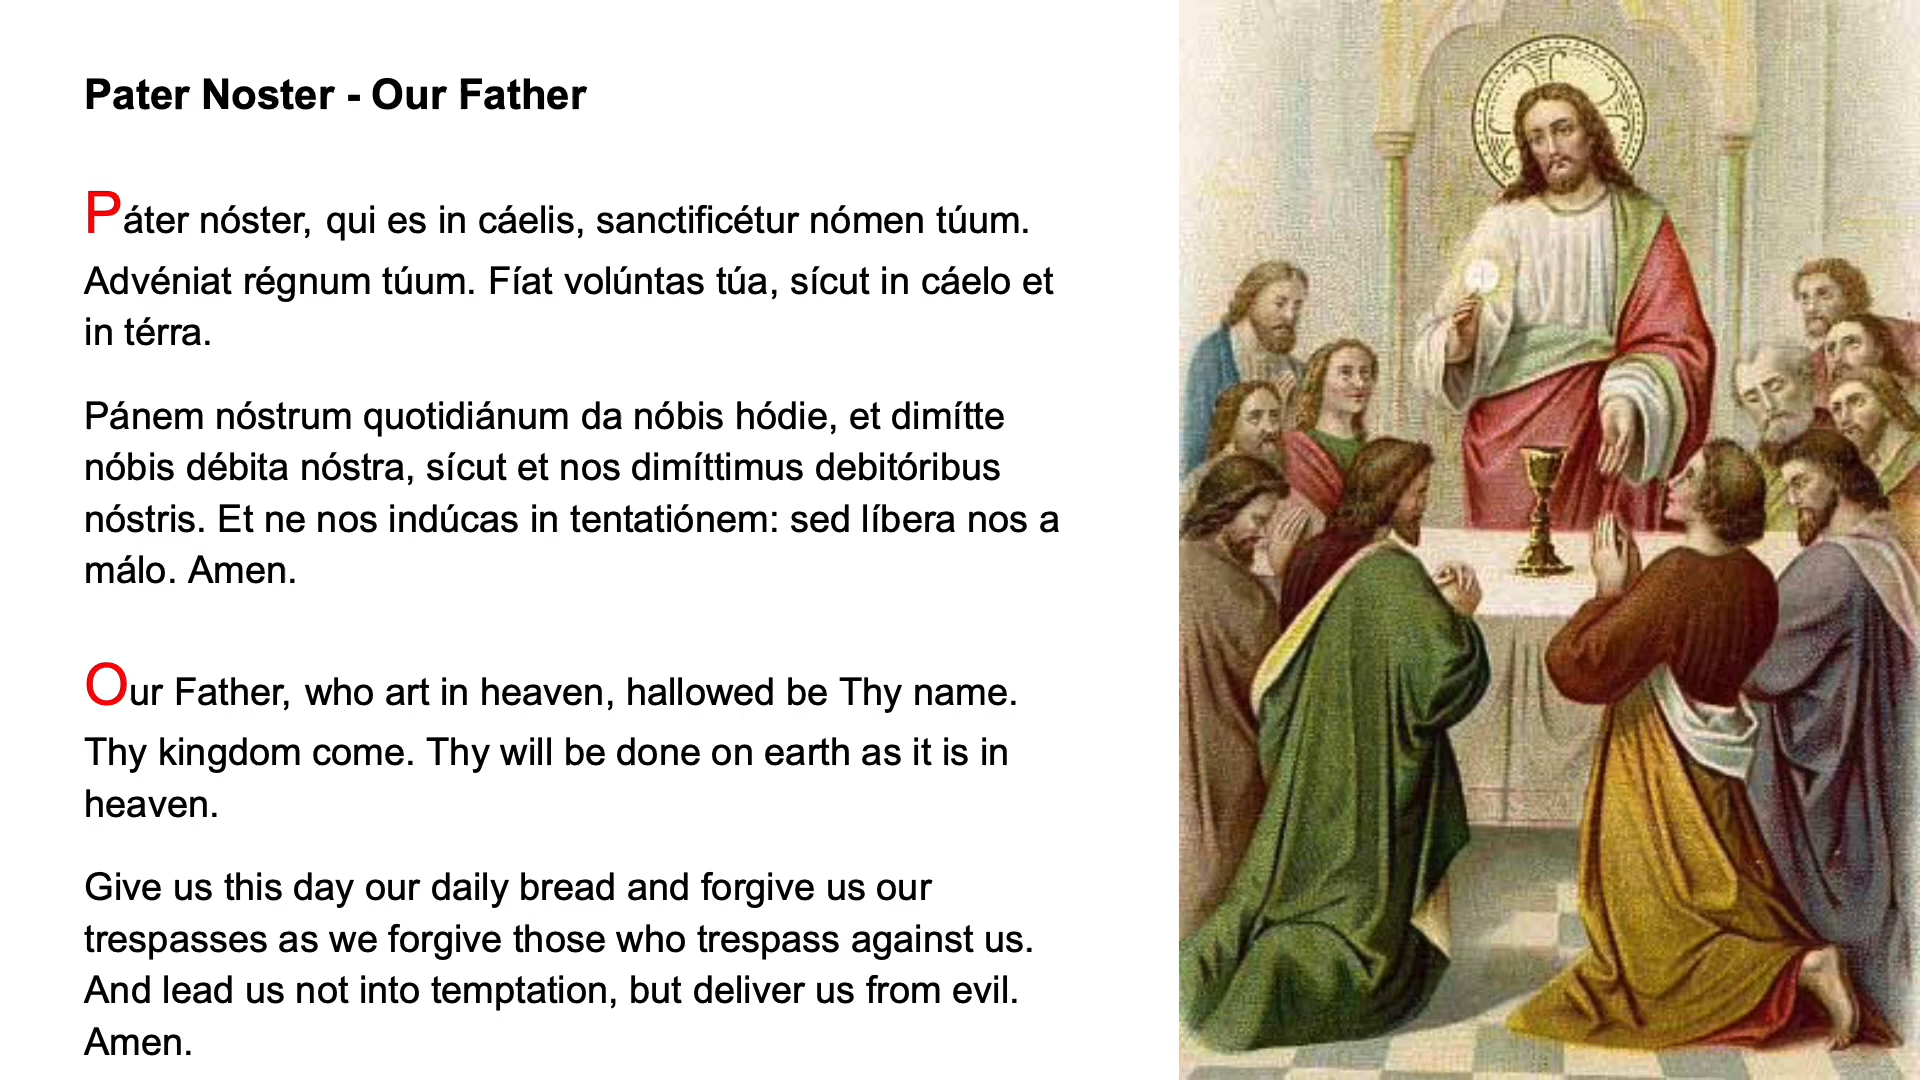 Pater Noster - Our Father
Páter nóster, qui es in cáelis, sanctificétur nómen túum.
Advéniat régnum túum. Fíat volúntas túa, sícut in cáelo et
in térra.
Pánem nóstrum quotidiánum da nóbis hódie, et dimítte
nóbis débita nóstra, sícut et nos dimíttimus debitóribus
nóstris. Et ne nos indúcas in tentatiónem: sed líbera nos a
málo. Amen.
Our Father, who art in heaven, hallowed be Thy name.
Thy kingdom come. Thy will be done on earth as it is in
heaven.
Give us this day our daily bread and forgive us our
trespasses as we forgive those who trespass against us.
And lead us not into temptation, but deliver us from evil.
Amen.